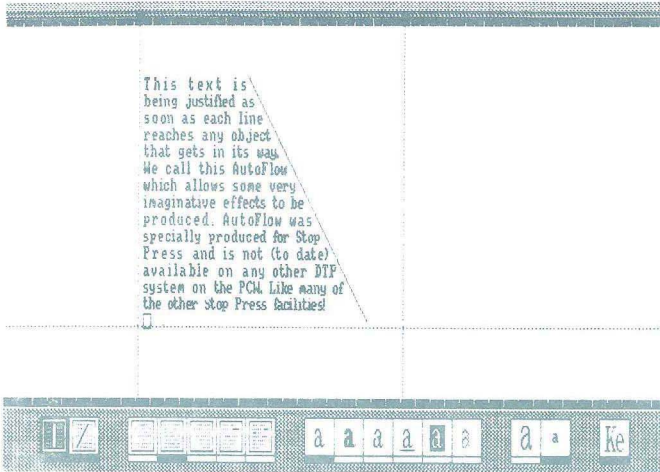 This text is
being justified as
soon as each line
reaches any object
that gets in its way.
We call this AutoFlow
which allows some very
imaginative effects to be
produced. AutoFlow was
specially produced for Stop
Press and is not (to date)
available on any other DTP
system on the PCW. Like many of
the other Stop Press facilities!
I a a a a a a a a Ke